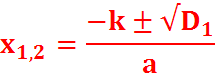 x₁,₂ = (−k ± √D₁) / a